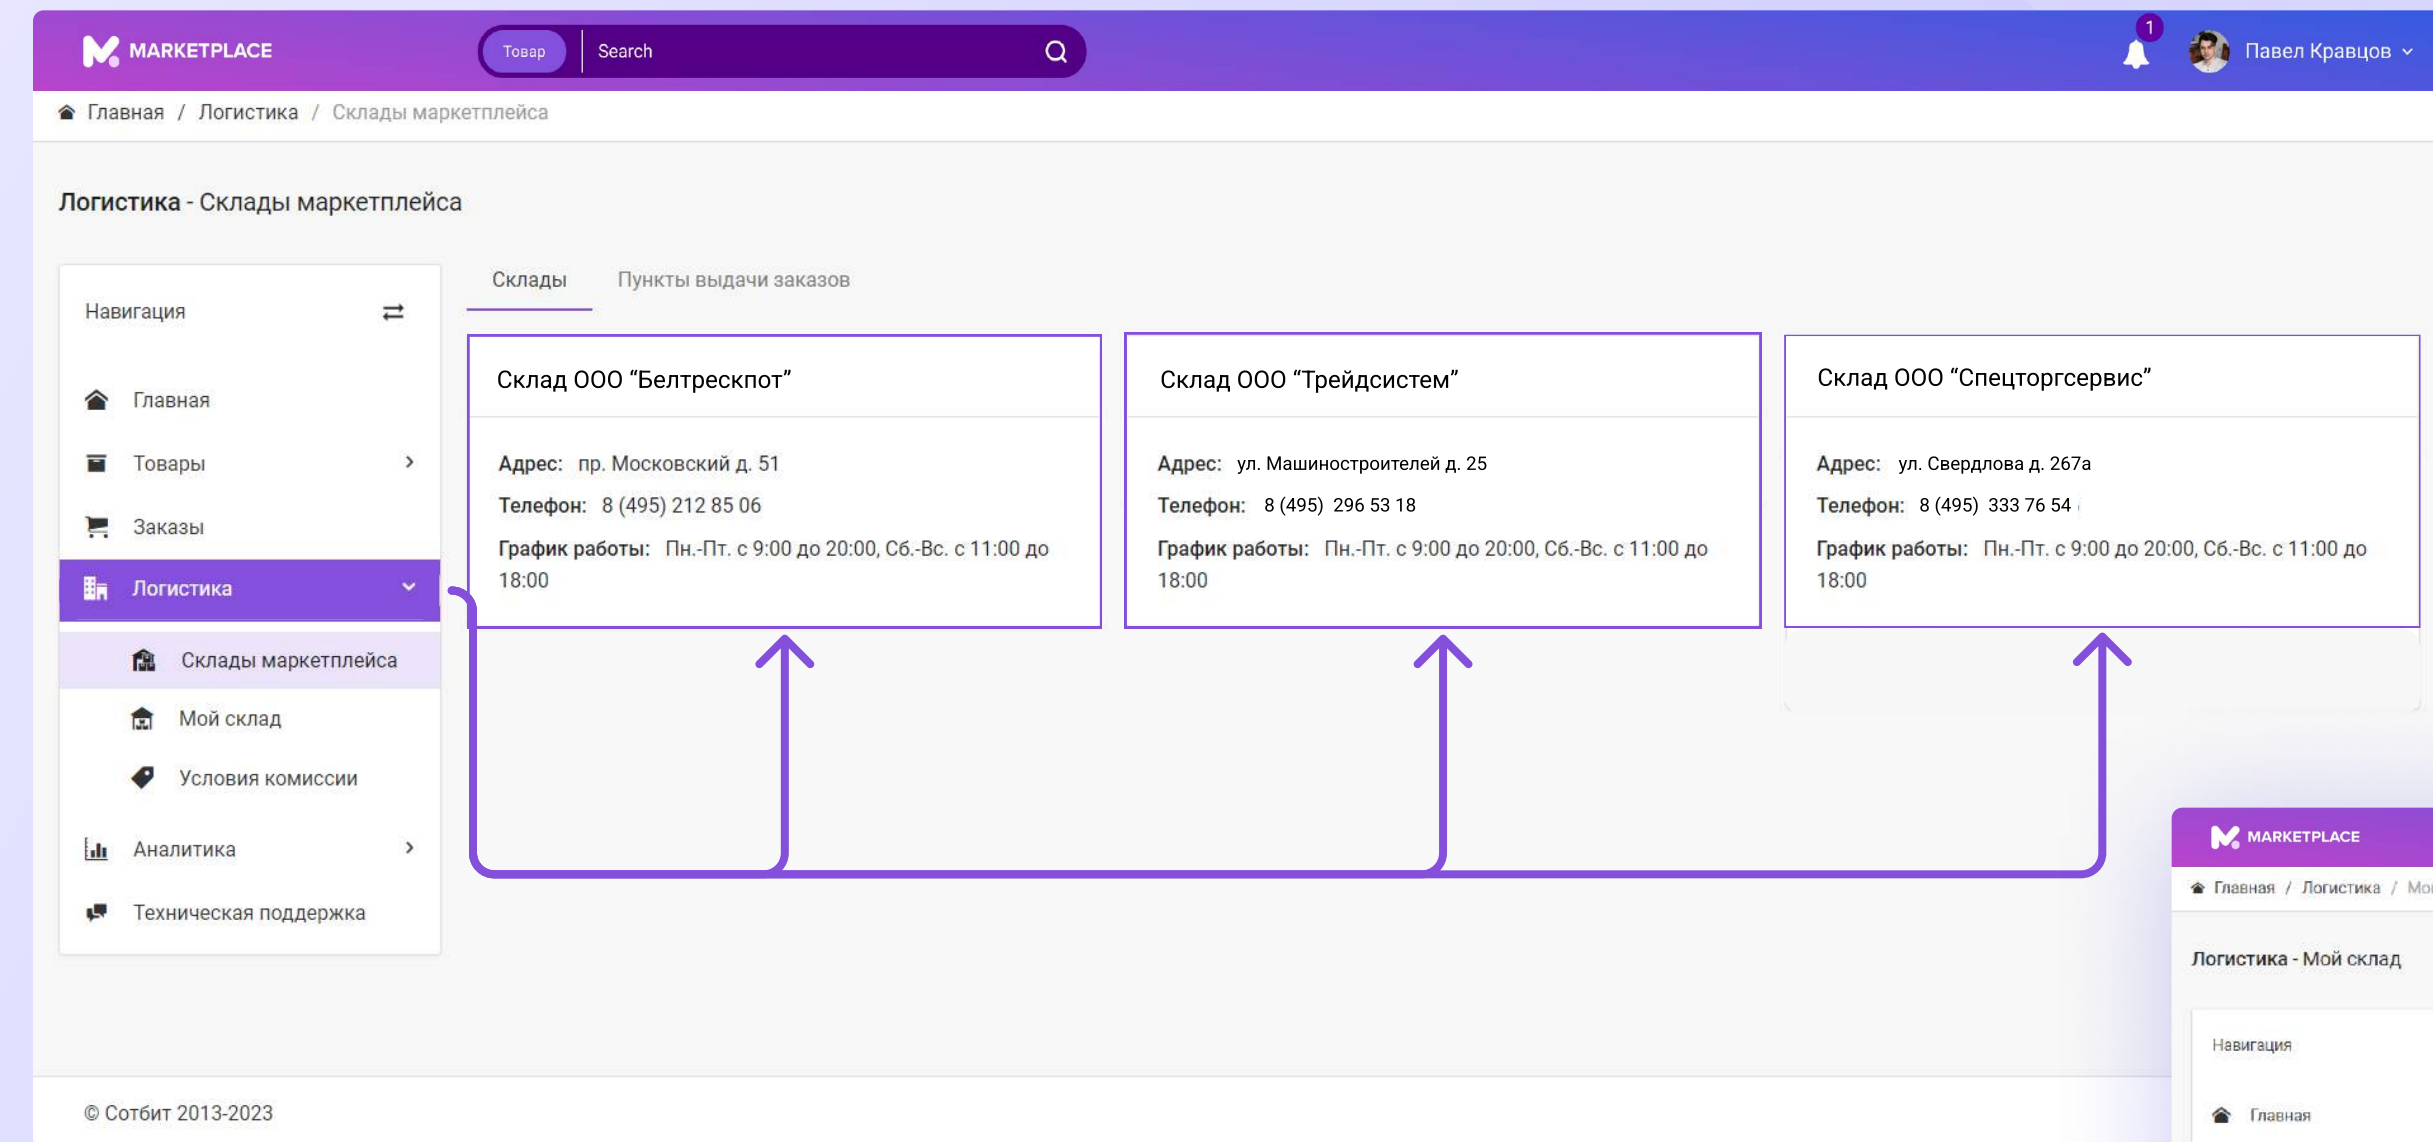 MARKETPLACE
Товар
Search
1
Павел Кравцов
Главная / Логистика / Склады маркетплейса
Логистика - Склады маркетплейса
Навигация
Главная
Товары
Заказы
Логистика
Склады маркетплейса
Мой склад
Условия комиссии
Аналитика
Техническая поддержка
Склады
Пункты выдачи заказов
Склад ООО “Белтрескпот”
Адрес: пр. Московский д. 51
Телефон: 8 (495) 212 85 06
График работы: Пн.-Пт. с 9:00 до 20:00, Сб.-Вс. с 11:00 до
18:00
Склад ООО “Трейдсистем”
Адрес: ул. Машиностроителей д. 25
Телефон: 8 (495) 296 53 18
График работы: Пн.-Пт. с 9:00 до 20:00, Сб.-Вс. с 11:00 до
18:00
Склад ООО “Спецторгсервис”
Адрес: ул. Свердлова д. 267а
Телефон: 8 (495) 333 76 54
График работы: Пн.-Пт. с 9:00 до 20:00, Сб.-Вс. с 11:00 до
18:00
MARKETPLACE
Главная / Логистика /
Логистика - Мой склад
Навигация
Главная
© Сотбит 2013-2023